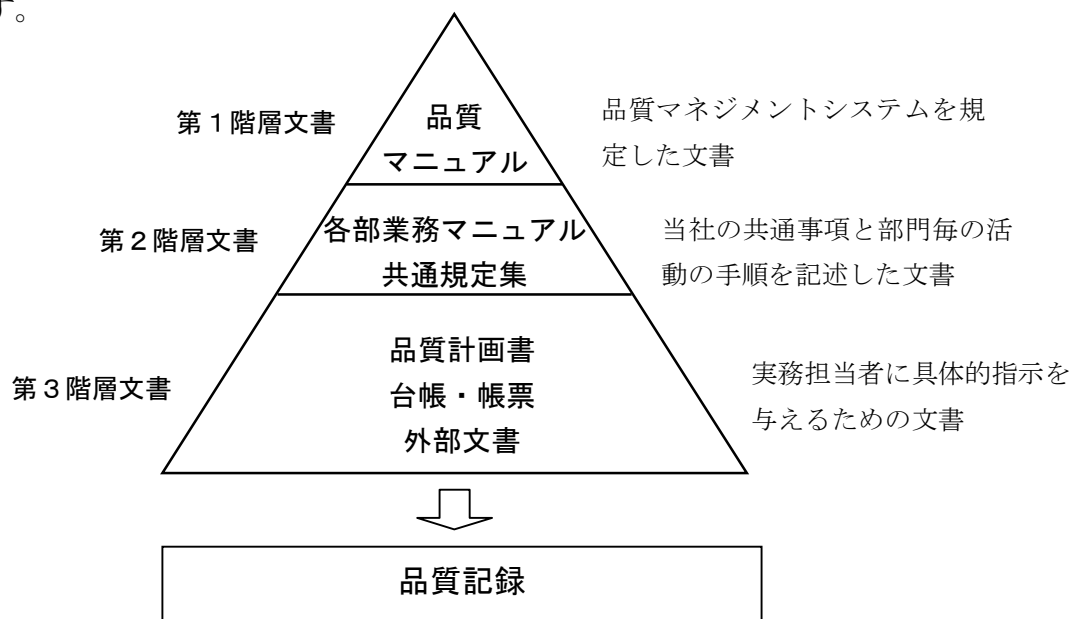 す。
第１階層文書
品質
マニュアル
品質マネジメントシステムを規
定した文書
第２階層文書
各部業務マニュアル
共通規定集
当社の共通事項と部門毎の活
動の手順を記述した文書
第３階層文書
品質計画書
台帳・帳票
外部文書
実務担当者に具体的指示を
与えるための文書
品質記録